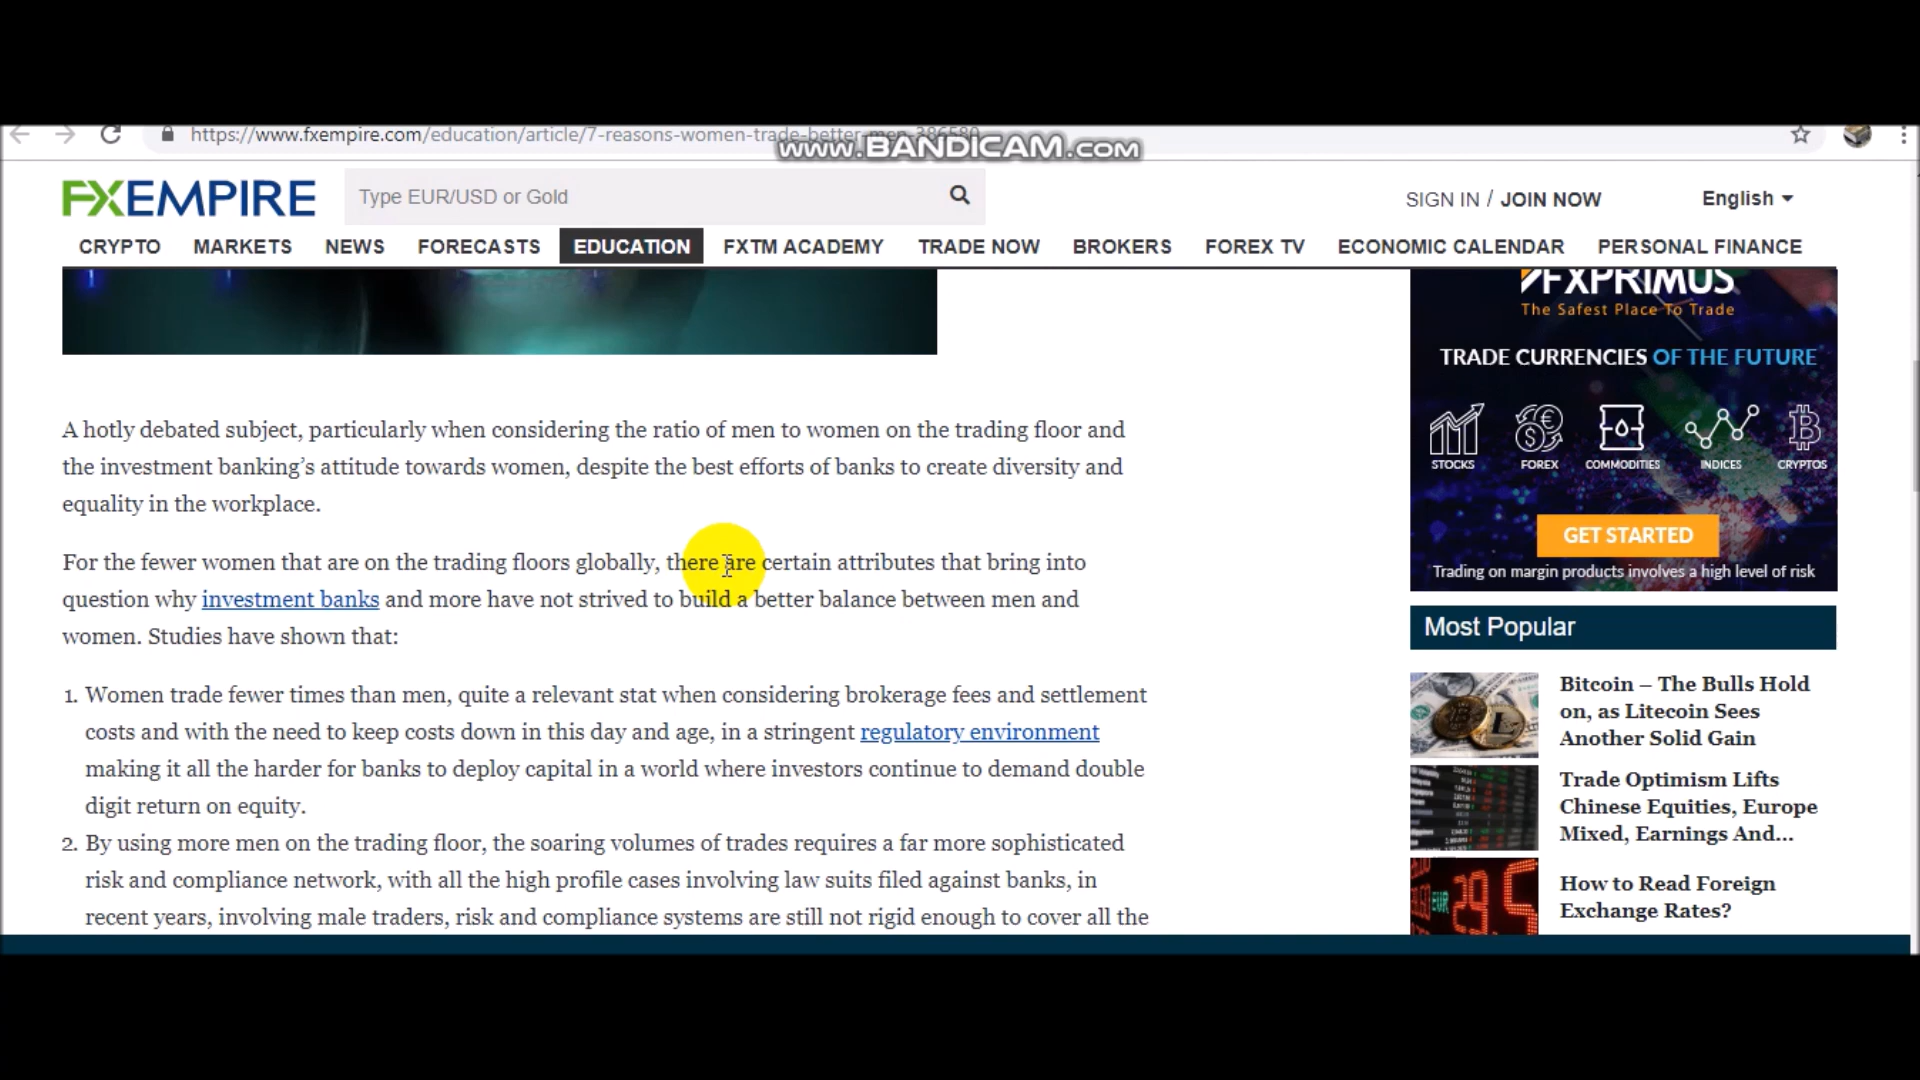 https://www.fxempire.com/education/article/7-reasons-women-trade-better-men-386580
www.BANDICAM.com
FXEMPIRE
Type EUR/USD or Gold
SIGN IN / JOIN NOW
English
CRYPTO MARKETS NEWS FORECASTS EDUCATION FXTM ACADEMY TRADE NOW BROKERS FOREX TV ECONOMIC CALENDAR PERSONAL FINANCE
A hotly debated subject, particularly when considering the ratio of men to women on the trading floor and
the investment banking’s attitude towards women, despite the best efforts of banks to create diversity and
equality in the workplace.
For the fewer women that are on the trading floors globally, there are certain attributes that bring into
question why investment banks and more have not strived to build a better balance between men and
women. Studies have shown that:
1. Women trade fewer times than men, quite a relevant stat when considering brokerage fees and settlement
costs and with the need to keep costs down in this day and age, in a stringent regulatory environment
making it all the harder for banks to deploy capital in a world where investors continue to demand double
digit return on equity.
2. By using more men on the trading floor, the soaring volumes of trades requires a far more sophisticated
risk and compliance network, with all the high profile cases involving law suits filed against banks, in
recent years, involving male traders, risk and compliance systems are still not rigid enough to cover all the
FXPRIMUS
The Safest Place To Trade
TRADE CURRENCIES OF THE FUTURE
STOCKS FOREX COMMODITIES INDICES CRYPTOS
GET STARTED
Trading on margin products involves a high level of risk
Most Popular
Bitcoin – The Bulls Hold
on, as Litecoin Sees
Another Solid Gain
Trade Optimism Lifts
Chinese Equities, Europe
Mixed, Earnings And...
How to Read Foreign
Exchange Rates?
EUR